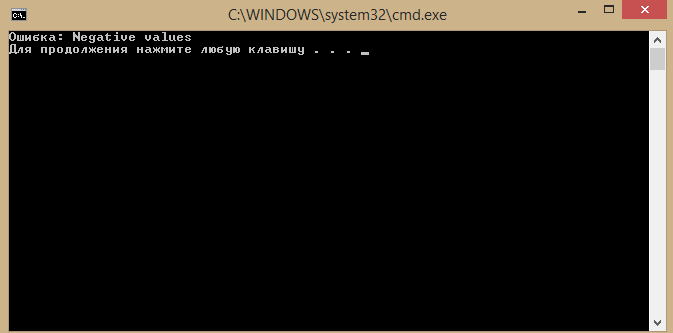 C:\WINDOWS\system32\cmd.exe
Ошибка: Negative values
Для продолжения нажмите любую клавишу . . .